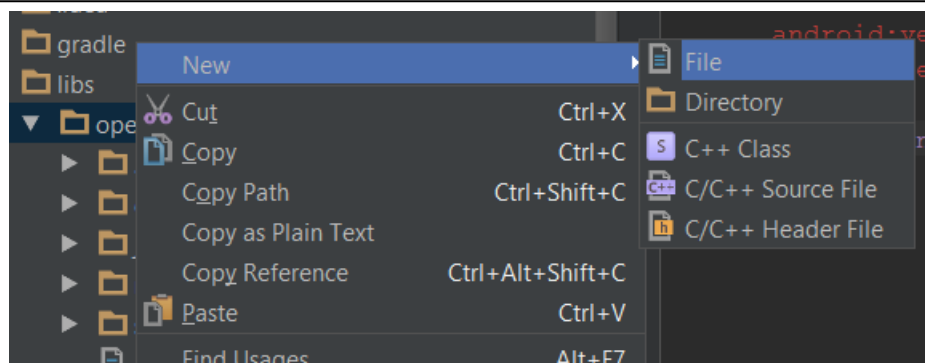 gradle
libs
ope
New
Cut Ctrl+X
Copy Ctrl+C
Copy Path Ctrl+Shift+C
Copy as Plain Text
Copy Reference Ctrl+Alt+Shift+C
Paste Ctrl+V
Find Usages Alt+F7
File
Directory
S C++ Class
C++ C/C++ Source File
h C/C++ Header File
android:ve